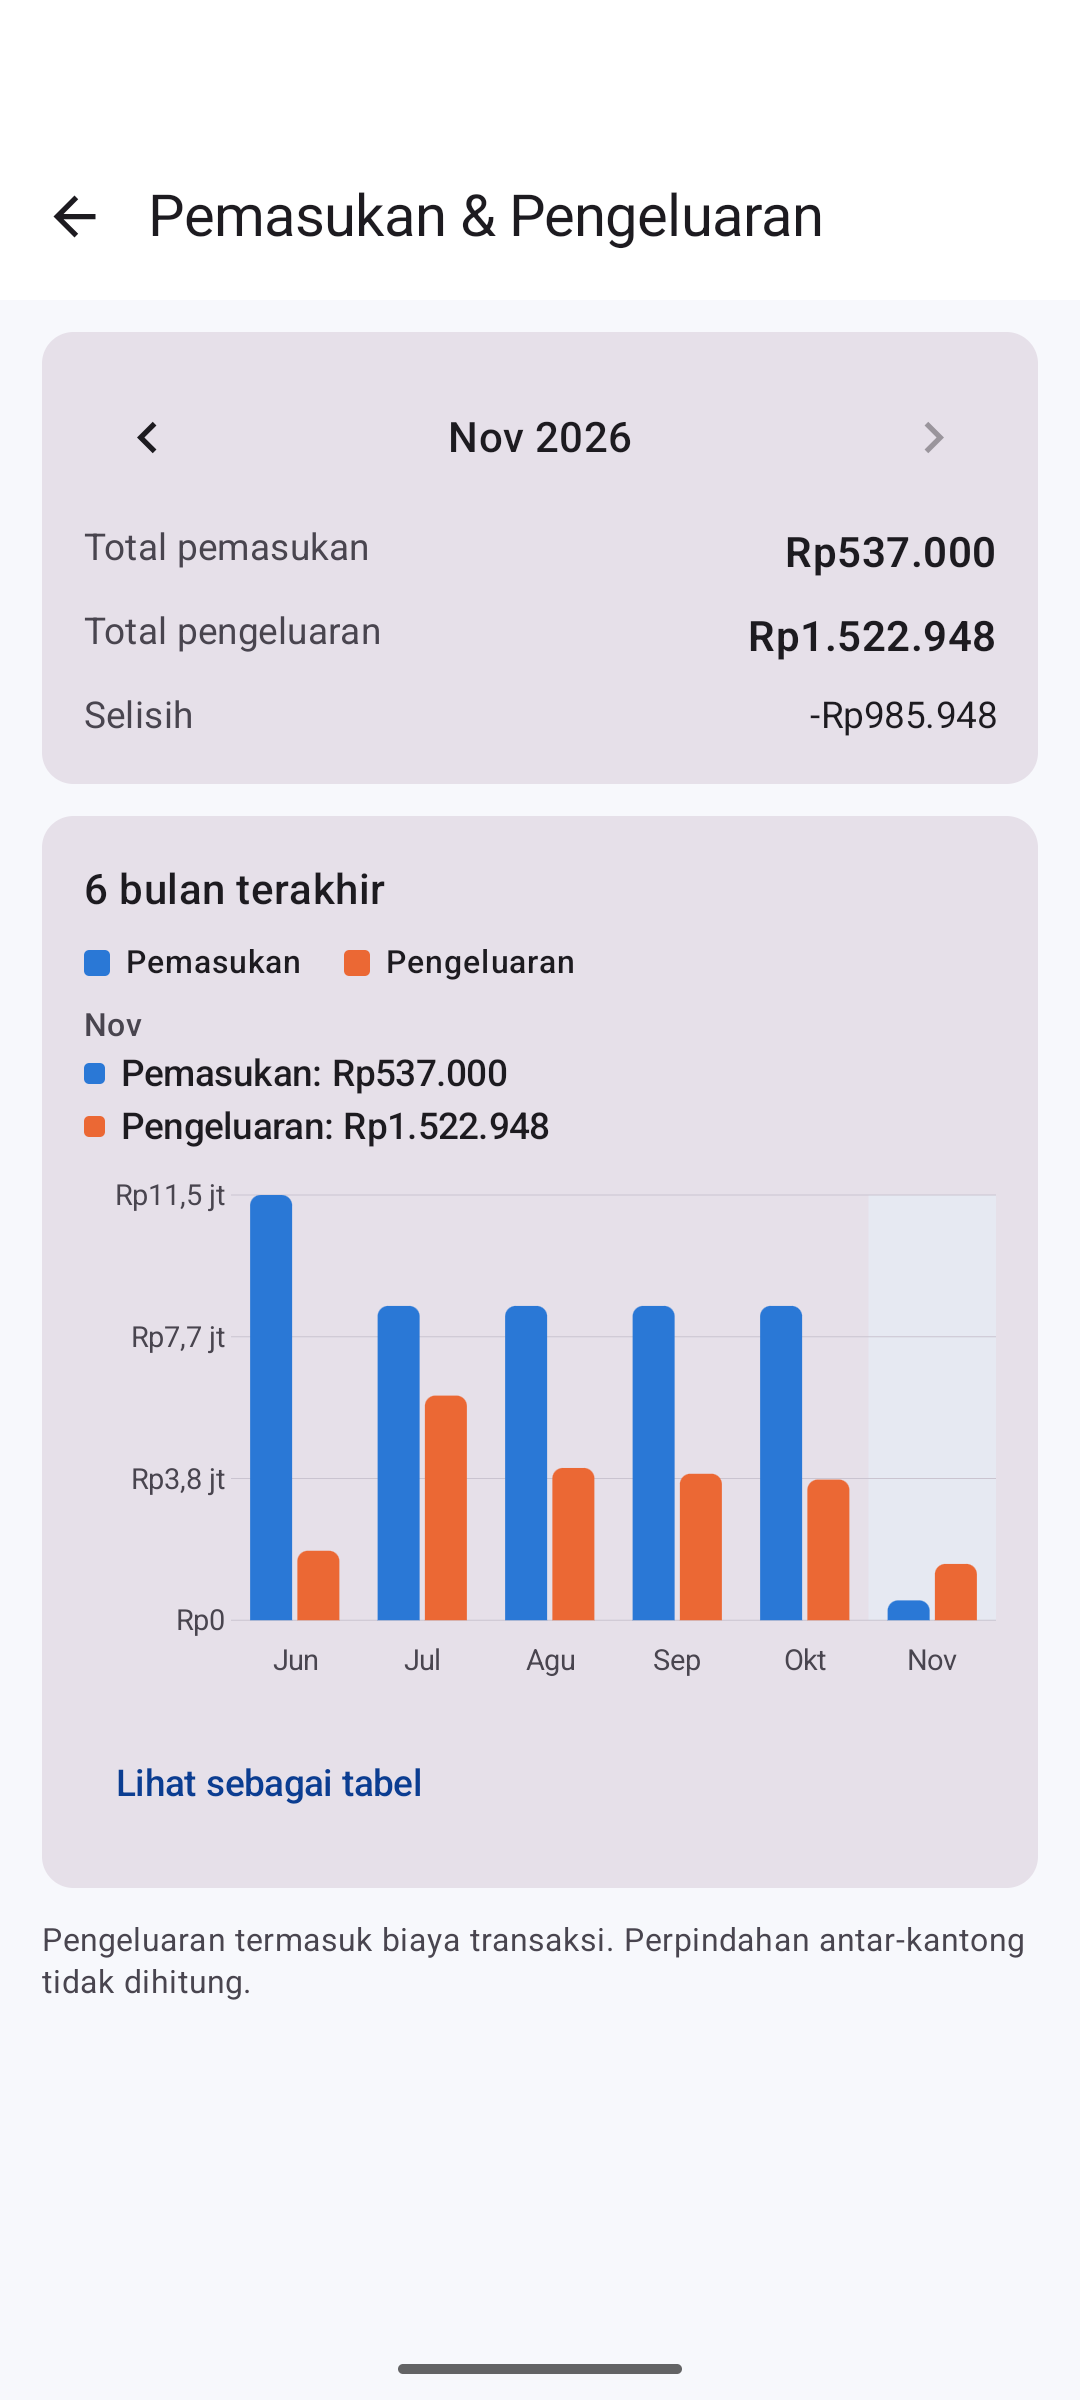 Pemasukan & Pengeluaran
Nov 2026
Total pemasukan Rp537.000
Total pengeluaran Rp1.522.948
Selisih -Rp985.948
6 bulan terakhir
Pemasukan Pengeluaran
Nov
Pemasukan: Rp537.000
Pengeluaran: Rp1.522.948
Rp11,5 jt
Rp7,7 jt
Rp3,8 jt
Rp0
Jun Jul Agu Sep Okt Nov
Lihat sebagai tabel
Pengeluaran termasuk biaya transaksi. Perpindahan antar-kantong
tidak dihitung.